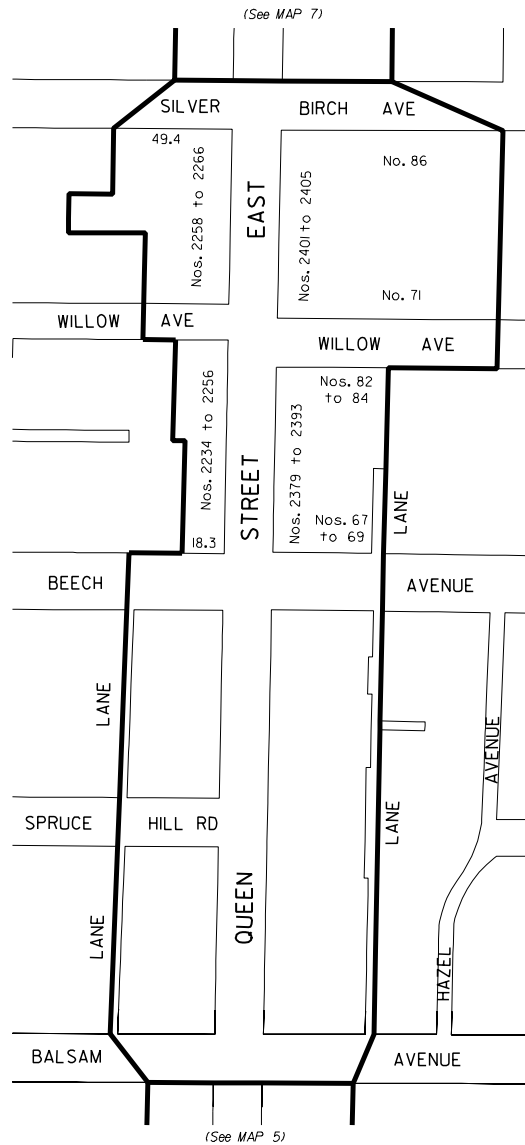 (See MAP 7)
SILVER BIRCH AVE
49.4
No. 86
Nos. 2258 to 2266
EAST
Nos. 2401 to 2405
No. 71
WILLOW AVE
WILLOW AVE
Nos. 82
to 84
Nos. 2234 to 2256
STREET
Nos. 2379 to 2393
LANE
Nos. 67
to 69
18.3
BEECH AVENUE
LANE
AVENUE
SPRUCE HILL RD
LANE
QUEEN
LANE
HAZEL
BALSAM AVENUE
(See MAP 5)